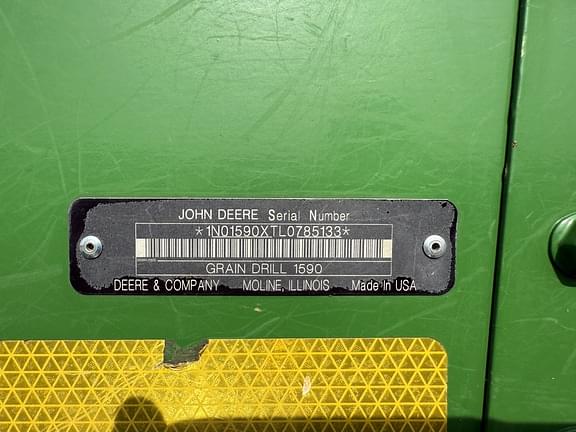 JOHN DEERE Serial Number
*1N01590XTL0785133*
GRAIN DRILL 1590
DEERE & COMPANY MOLINE, ILLINOIS Made In USA